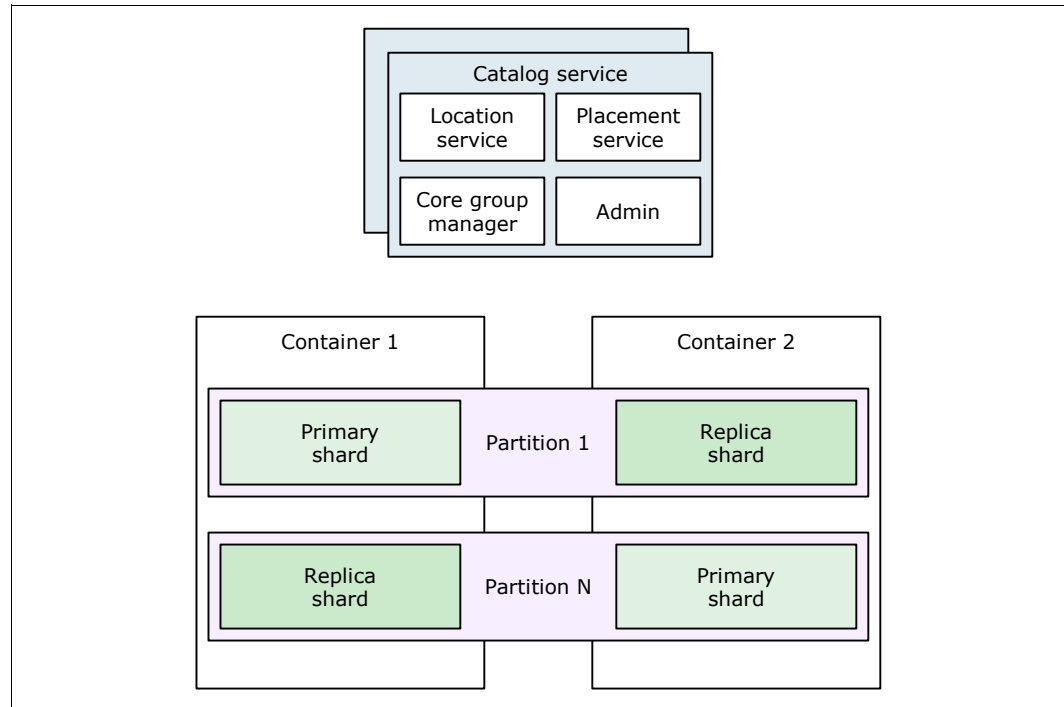 Catalog service
Location
service
Placement
service
Core group
manager
Admin
Container 1
Container 2
Primary
shard
Partition 1
Replica
shard
Replica
shard
Partition N
Primary
shard